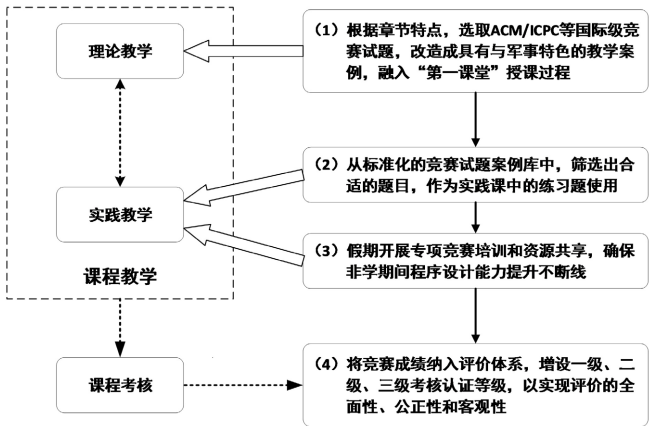 理论教学
实践教学
课程教学
课程考核
（1）根据章节特点，选取ACM/ICPC等国际级竞
赛试题，改造成具有与军事特色的教学案
例，融入“第一课堂”授课过程
（2）从标准化的竞赛试题案例库中，筛选出合
适的题目，作为实践课中的练习题使用
（3）假期开展专项竞赛培训和资源共享，确保
非学期间程序设计能力提升不断线
（4）将竞赛成绩纳入评价体系，增设一级、二
级、三级考核认证等级，以实现评价的全
面性、公正性和客观性